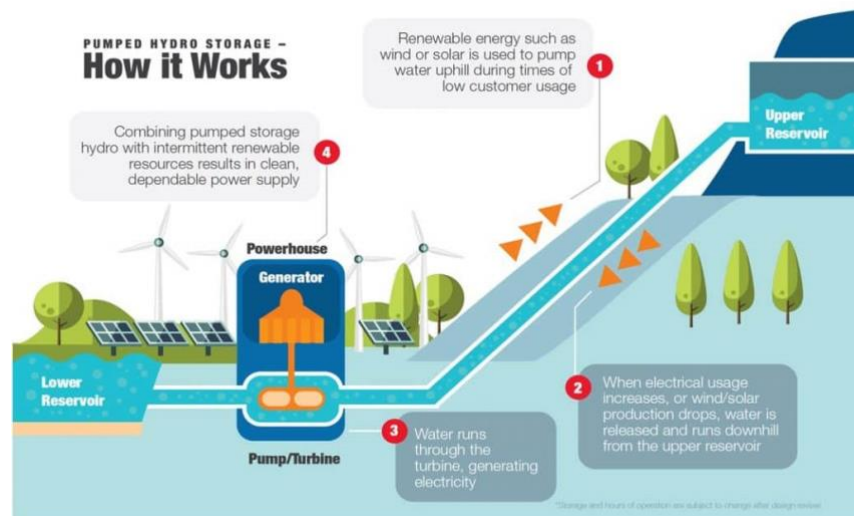 PUMPED HYDRO STORAGE –
How it Works
Renewable energy such as
wind or solar is used to pump
water uphill during times of
low customer usage
1
Upper
Reservoir
Combining pumped storage
hydro with intermittent renewable
resources results in clean,
dependable power supply
4
Powerhouse
Generator
Lower
Reservoir
2
When electrical usage
increases, or wind/solar
production drops, water is
released and runs downhill
from the upper reservoir
3
Water runs
through the
turbine, generating
electricity
Pump/Turbine
*Storage and hours of operation are subject to change after design review.